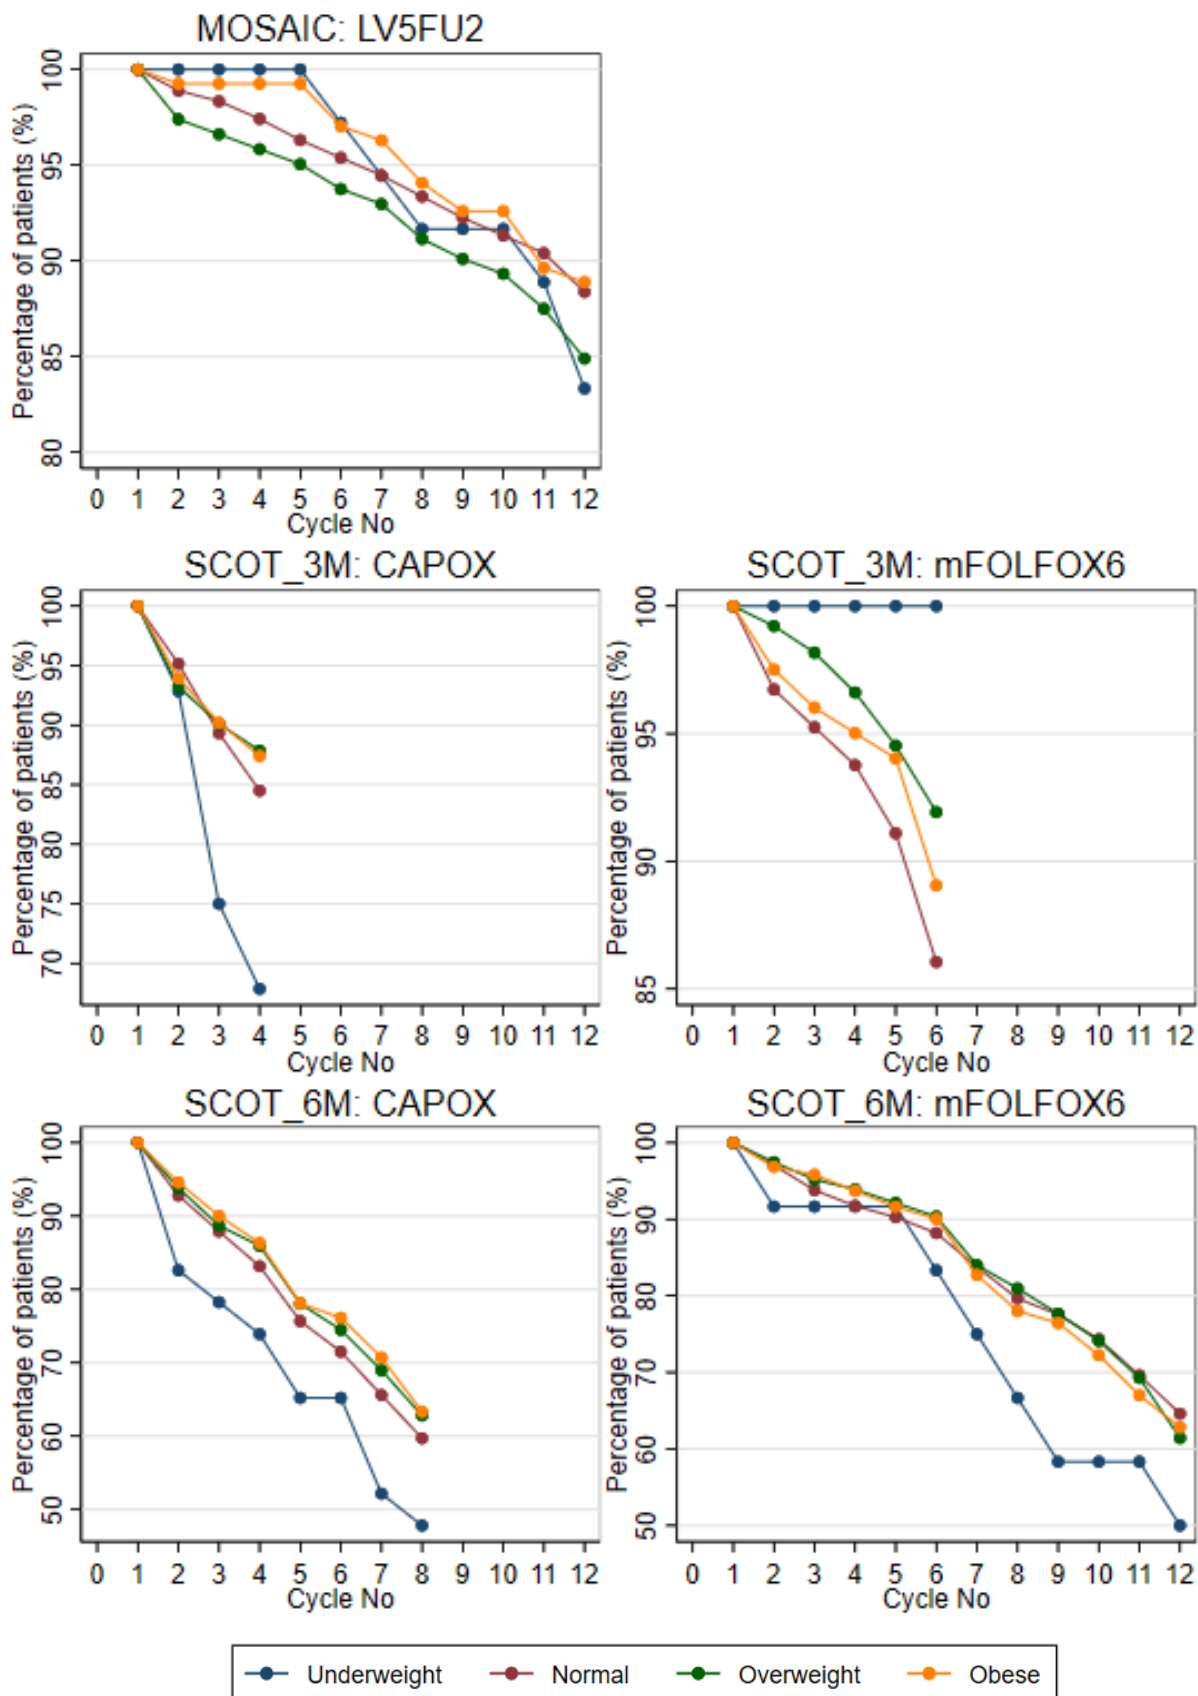 MOSAIC: LV5FU2
Percentage of patients (%)
100
95
90
85
80
0 1 2 3 4 5 6 7 8 9 10 11 12
Cycle No
SCOT_3M: CAPOX
Percentage of patients (%)
100
95
90
85
80
75
70
0 1 2 3 4 5 6 7 8 9 10 11 12
Cycle No
SCOT_3M: mFOLFOX6
Percentage of patients (%)
100
95
90
85
0 1 2 3 4 5 6 7 8 9 10 11 12
Cycle No
SCOT_6M: CAPOX
Percentage of patients (%)
100
90
80
70
60
50
0 1 2 3 4 5 6 7 8 9 10 11 12
Cycle No
SCOT_6M: mFOLFOX6
Percentage of patients (%)
100
90
80
70
60
50
0 1 2 3 4 5 6 7 8 9 10 11 12
Cycle No
Underweight Normal Overweight Obese